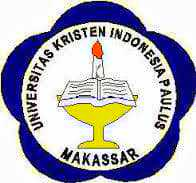 UNIVERSITAS KRISTEN INDONESIA PAULUS
MAKASSAR